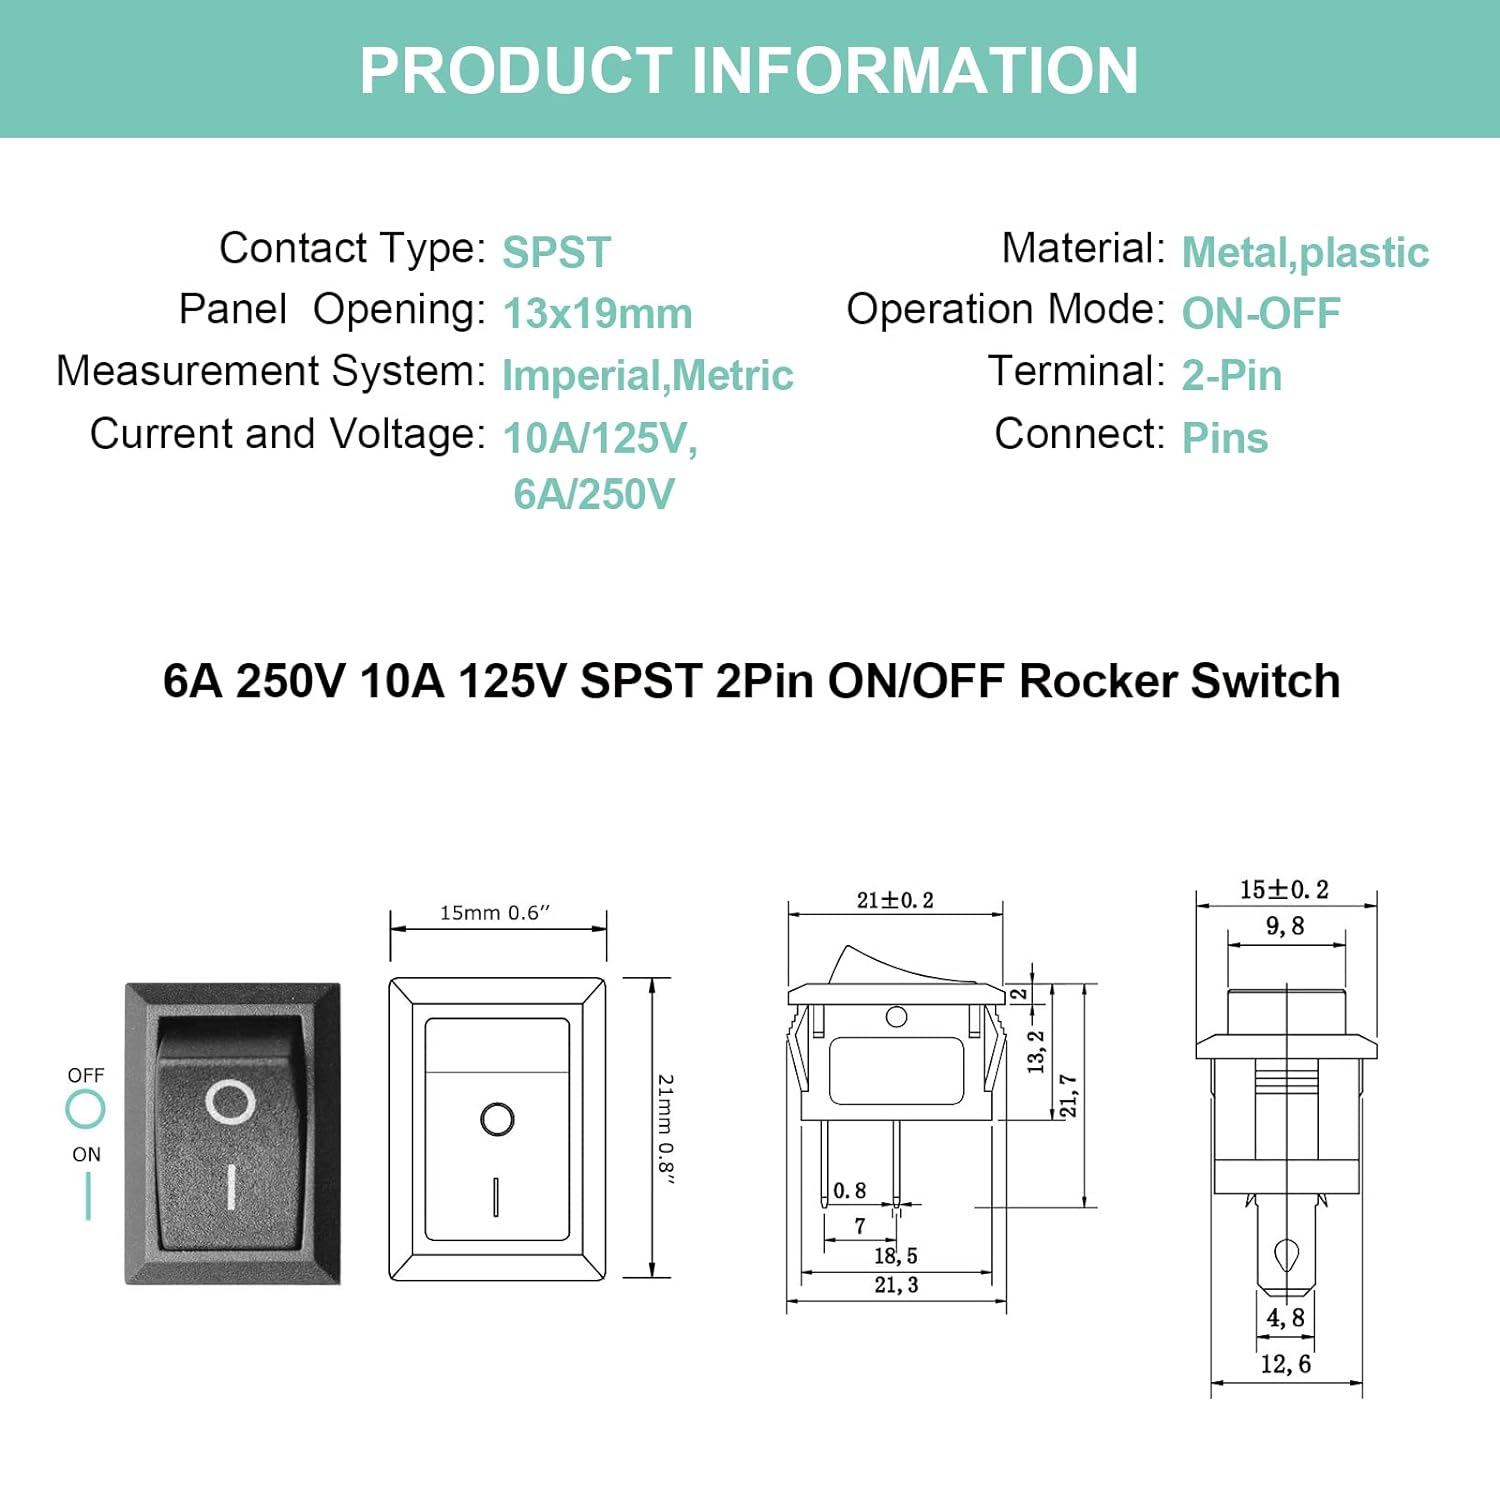 PRODUCT INFORMATION
Contact Type: SPST
Panel Opening: 13x19mm
Measurement System: Imperial,Metric
Current and Voltage: 10A/125V,
6A/250V
Material: Metal,plastic
Operation Mode: ON-OFF
Terminal: 2-Pin
Connect: Pins
6A 250V 10A 125V SPST 2Pin ON/OFF Rocker Switch
OFF
ON
15mm 0.6″
21mm 0.8″
21±0.2
2
13,2
21,7
0.8
7
18,5
21,3
15±0.2
9,8
4,8
12,6